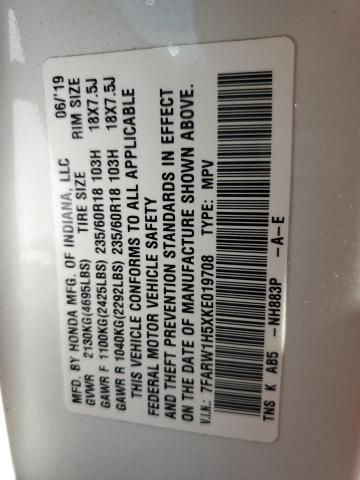 MFD. BY HONDA MFG. OF INDIANA, LLC 06/'19
GVWR 2130KG(4695LBS) TIRE SIZE RIM SIZE
GAWR F 1100KG(2425LBS) 235/60R18 103H 18X7.5J
GAWR R 1040KG(2292LBS) 235/60R18 103H 18X7.5J
THIS VEHICLE CONFORMS TO ALL APPLICABLE
FEDERAL MOTOR VEHICLE SAFETY
AND THEFT PREVENTION STANDARDS IN EFFECT
ON THE DATE OF MANUFACTURE SHOWN ABOVE.
V.I.N.: 7FARW1H5XKE019708 TYPE: MPV
TNS K AB5 -NH883P -A-E